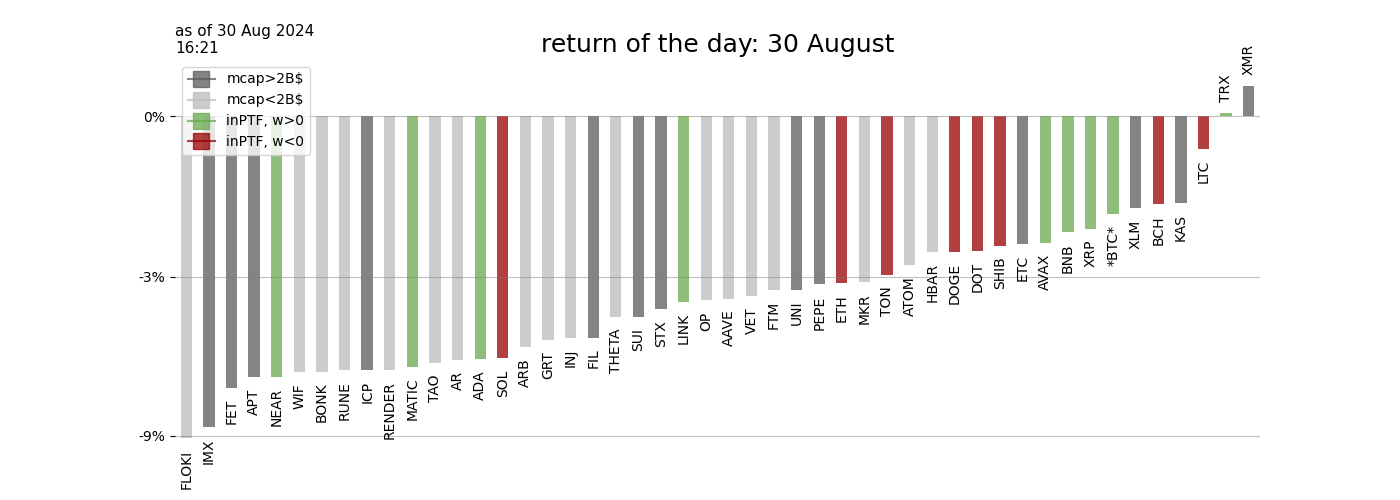 as of 30 Aug 2024
16:21
return of the day: 30 August
mcap>2B$
mcap<2B$
inPTF, w>0
inPTF, w<0
0%
-3%
-9%
FLOKI
IMX
FET
APT
NEAR
WIF
BONK
RUNE
ICP
RENDER
MATIC
TAO
AR
ADA
SOL
ARB
GRT
INJ
FIL
THETA
SUI
STX
LINK
OP
AAVE
VET
FTM
UNI
PEPE
ETH
MKR
TON
ATOM
HBAR
DOGE
DOT
SHIB
ETC
AVAX
BNB
XRP
*BTC*
XLM
BCH
KAS
LTC
TRX
XMR